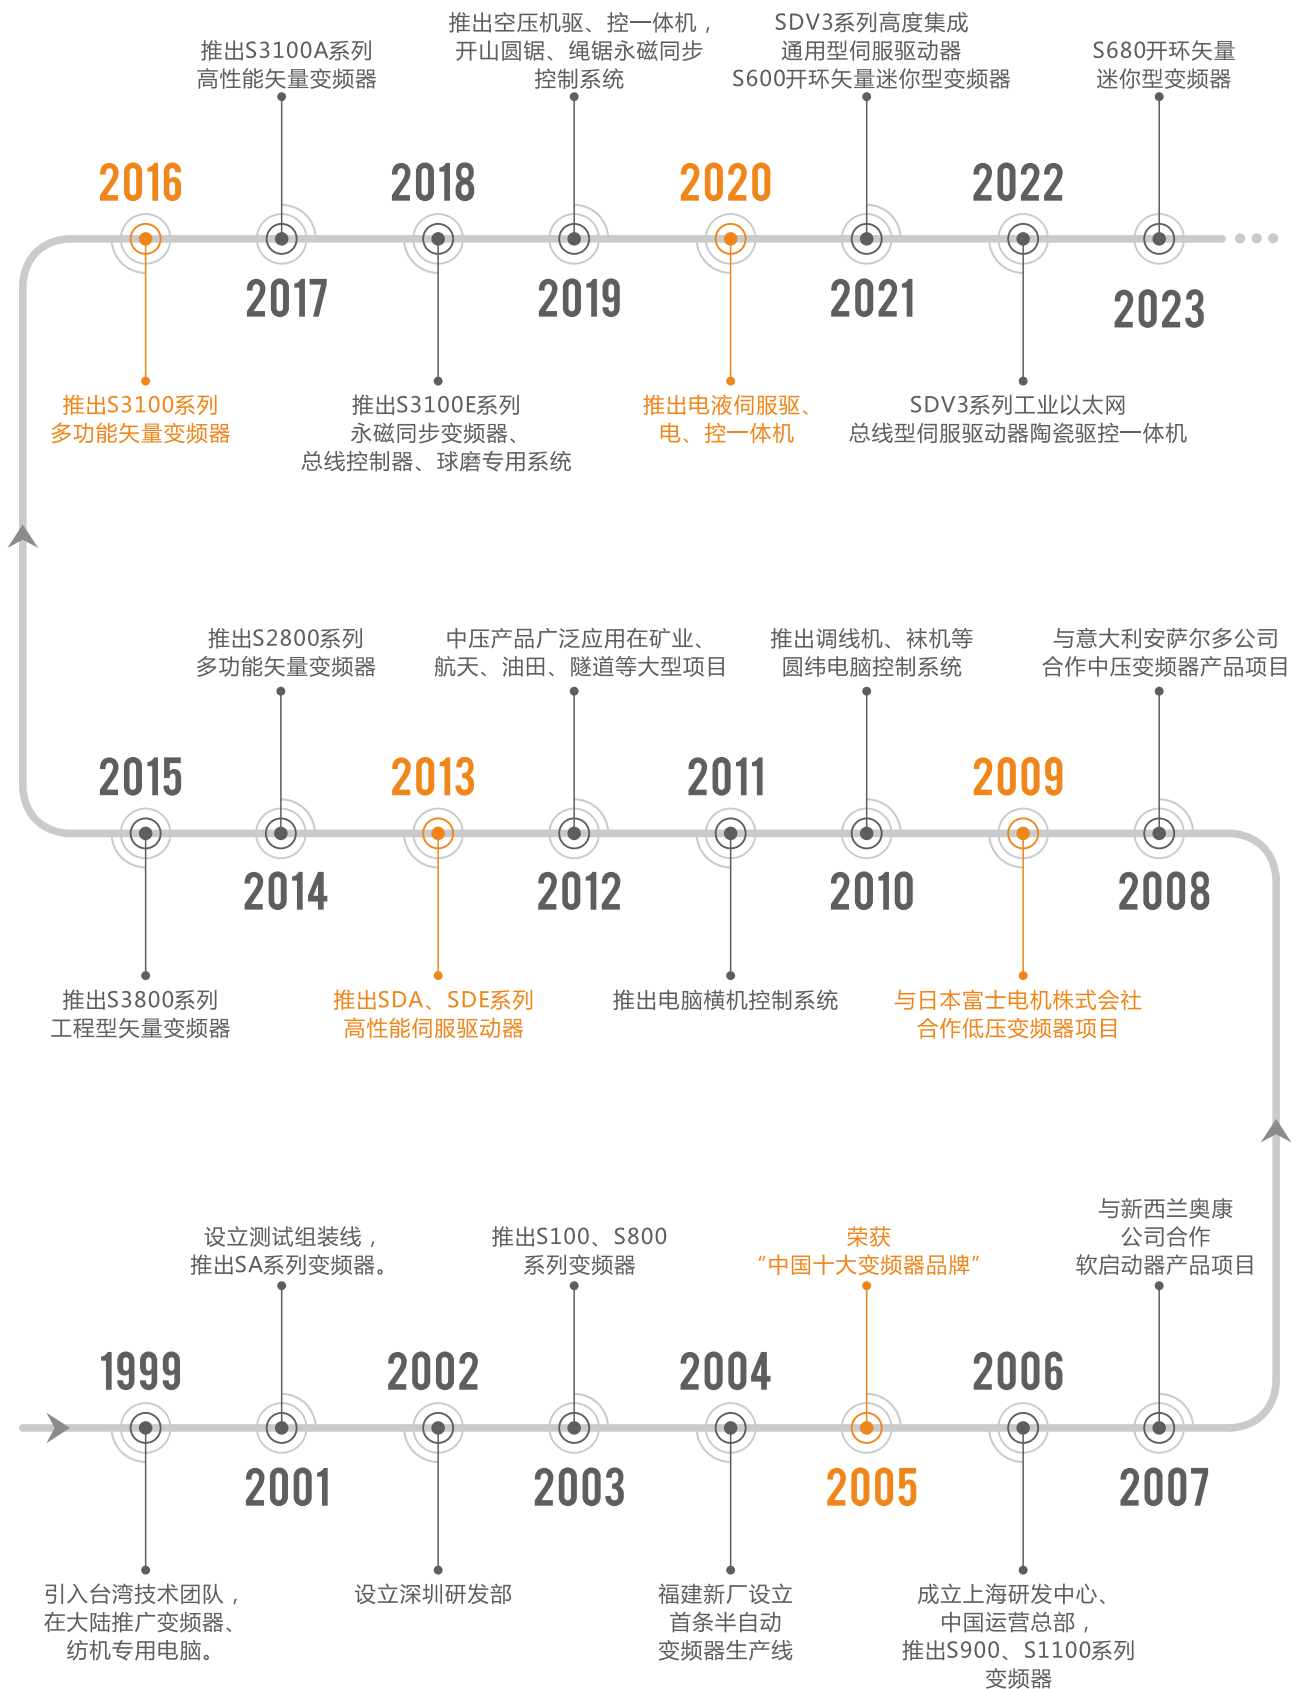 推出S3100A系列
高性能矢量变频器
推出空压机驱、控一体机，
开山圆锯、绳锯永磁同步
控制系统
SDV3系列高度集成
通用型伺服驱动器
S600开环矢量迷你型变频器
S680开环矢量
迷你型变频器
2016
2018
2020
2022
2017
2019
2021
2023
推出S3100系列
多功能矢量变频器
推出S3100E系列
永磁同步变频器、
总线控制器、球磨专用系统
推出电液伺服驱、
电、控一体机
SDV3系列工业以太网
总线型伺服驱动器陶瓷驱控一体机
推出S2800系列
多功能矢量变频器
中压产品广泛应用在矿业、
航天、油田、隧道等大型项目
推出调线机、袜机等
圆纬电脑控制系统
与意大利安萨尔多公司
合作中压变频器产品项目
2015
2013
2011
2009
2014
2012
2010
2008
推出S3800系列
工程型矢量变频器
推出SDA、SDE系列
高性能伺服驱动器
推出电脑横机控制系统
与日本富士电机株式会社
合作低压变频器项目
设立测试组装线，
推出SA系列变频器。
推出S100、S800
系列变频器
荣获
“中国十大变频器品牌”
与新西兰奥康
公司合作
软启动器产品项目
1999
2002
2004
2006
2001
2003
2005
2007
引入台湾技术团队，
在大陆推广变频器、
纺机专用电脑。
设立深圳研发部
福建新厂设立
首条半自动
变频器生产线
成立上海研发中心、
中国运营总部，
推出S900、S1100系列
变频器